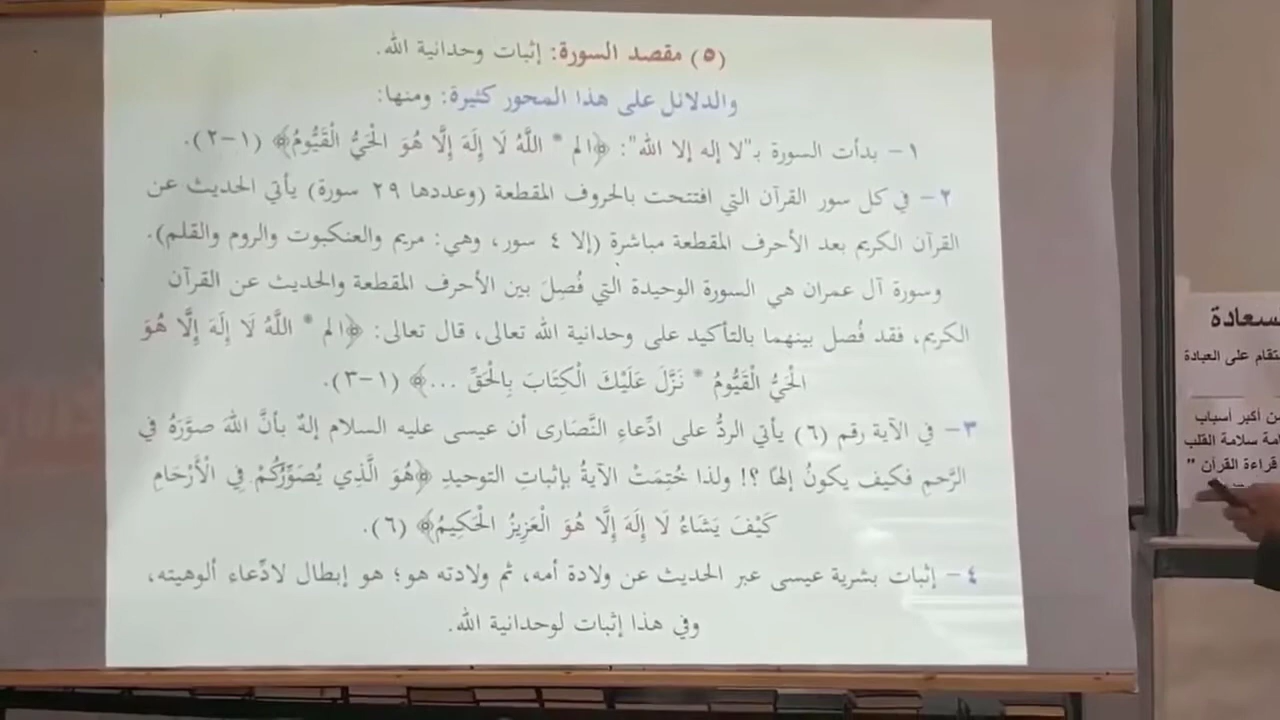 (٥) مقصد السورة: إثبات وحدانية الله.
والدلائل على هذا المحور كثيرة: ومنها:
١- بدأت السورة بـ"لا إله إلا الله": ﴿الم * اللَّهُ لَا إِلَهَ إِلَّا هُوَ الْحَيُّ الْقَيُّومُ﴾ (١-٢).
٢- في كل سور القرآن التي افتتحت بالحروف المقطعة (وعددها ٢٩ سورة) يأتي الحديث عن
القرآن الكريم بعد الأحرف المقطعة مباشرة (إلا ٤ سور، وهي: مريم والعنكبوت والروم والقلم).
وسورة آل عمران هي السورة الوحيدة التي فُصِلَ بين الأحرف المقطعة والحديث عن القرآن
الكريم، فقد فُصل بينهما بالتأكيد على وحدانية الله تعالى، قال تعالى: ﴿الم * اللَّهُ لَا إِلَهَ إِلَّا هُوَ
الْحَيُّ الْقَيُّومُ * نَزَّلَ عَلَيْكَ الْكِتَابَ بِالْحَقِّ ...﴾ (١-٣).
٣- في الآية رقم (٦) يأتي الردُّ على ادِّعاءِ النَّصَارى أن عيسى عليه السلام إلهٌ بأنَّ اللهَ صوَّرَهُ في
الرَّحمِ فكيف يكونُ إلهًا ؟! ولذا خُتِمَتْ الآيةُ بإثباتِ التوحيدِ ﴿هُوَ الَّذِي يُصَوِّرُكُمْ فِي الْأَرْحَامِ
كَيْفَ يَشَاءُ لَا إِلَهَ إِلَّا هُوَ الْعَزِيزُ الْحَكِيمُ﴾ (٦).
٤- إثبات بشرية عيسى عبر الحديث عن ولادة أمه، ثم ولادته هو؛ هو إبطال لادِّعاءِ ألوهيته،
وفي هذا إثبات لوحدانية الله.
على العبادة
أكبر أسباب
سلامة القلب
قراءة القرآن "